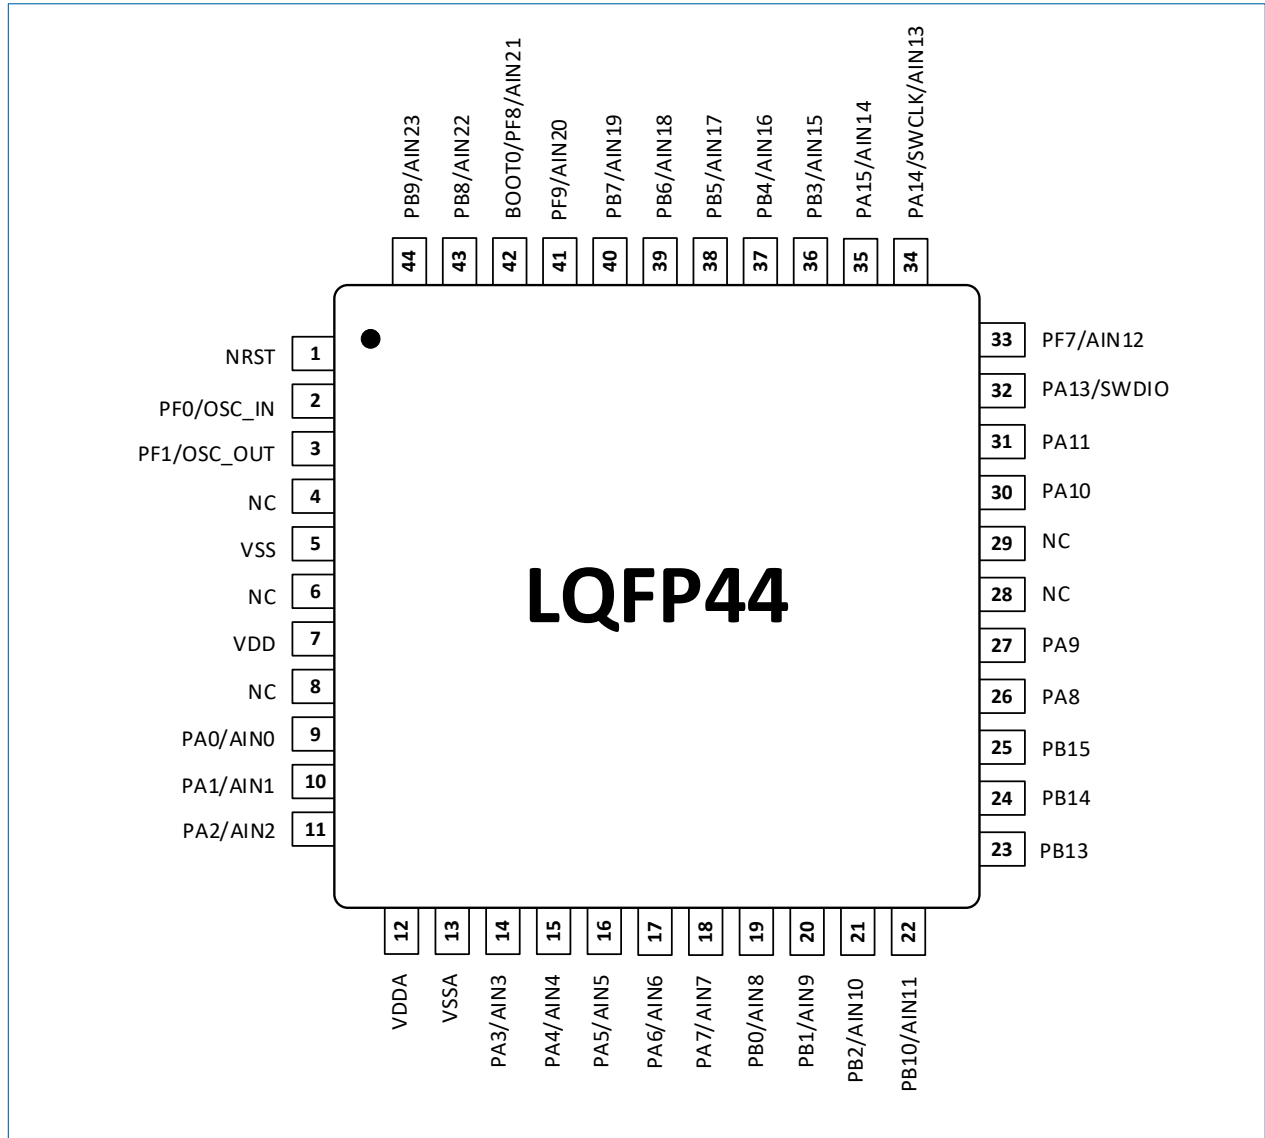 PB9/AIN23
PB8/AIN22
BOOT0/PF8/AIN21
PF9/AIN20
PB7/AIN19
PB6/AIN18
PB5/AIN17
PB4/AIN16
PB3/AIN15
PA15/AIN14
PA14/SWCLK/AIN13
44
43
42
41
40
39
38
37
36
35
34
NRST 1
PF0/OSC_IN 2
PF1/OSC_OUT 3
NC 4
VSS 5
NC 6
VDD 7
NC 8
PA0/AIN0 9
PA1/AIN1 10
PA2/AIN2 11
LQFP44
33 PF7/AIN12
32 PA13/SWDIO
31 PA11
30 PA10
29 NC
28 NC
27 PA9
26 PA8
25 PB15
24 PB14
23 PB13
12
13
14
15
16
17
18
19
20
21
22
VDDA
VSSA
PA3/AIN3
PA4/AIN4
PA5/AIN5
PA6/AIN6
PA7/AIN7
PB0/AIN8
PB1/AIN9
PB2/AIN10
PB10/AIN11